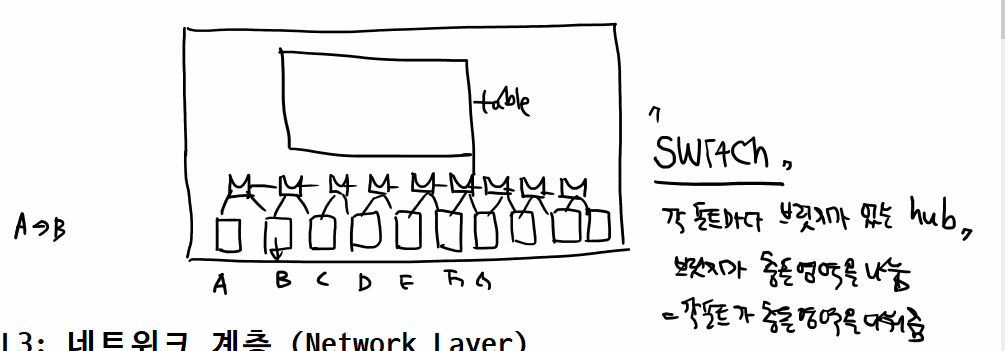 table
「SWITCH」
각 포트마다 브릿지가 있는 hub,
A→B
브릿지가 충돌영역을 나눔
A B C D E F G
= 각 포트가 충돌영역을 나눠줌
L3: 네트워크 계층 (Network Layer)